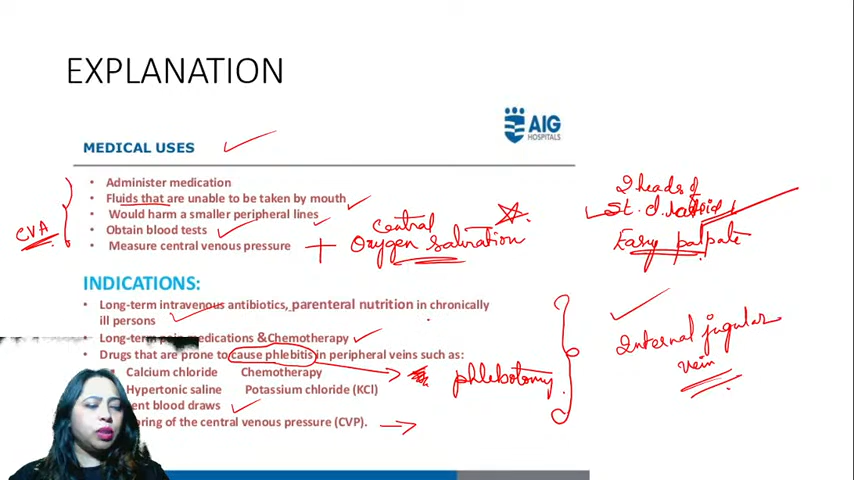 EXPLANATION
AIG
HOSPITALS
MEDICAL USES
• Administer medication
• Fluids that are unable to be taken by mouth
• Would harm a smaller peripheral lines
• Obtain blood tests
• Measure central venous pressure
CVA
+ Central
Oxygen saturation
2 heads of
Easy palpate
INDICATIONS:
• Long-term intravenous antibiotics, parenteral nutrition in chronically
ill persons
• Long-term medications &Chemotherapy
• Drugs that are prone to cause phlebitis in peripheral veins such as:
Calcium chloride Chemotherapy
Hypertonic saline Potassium chloride (KCl)
blood draws
of the central venous pressure (CVP).
phlebotomy
Internal jugular
vein